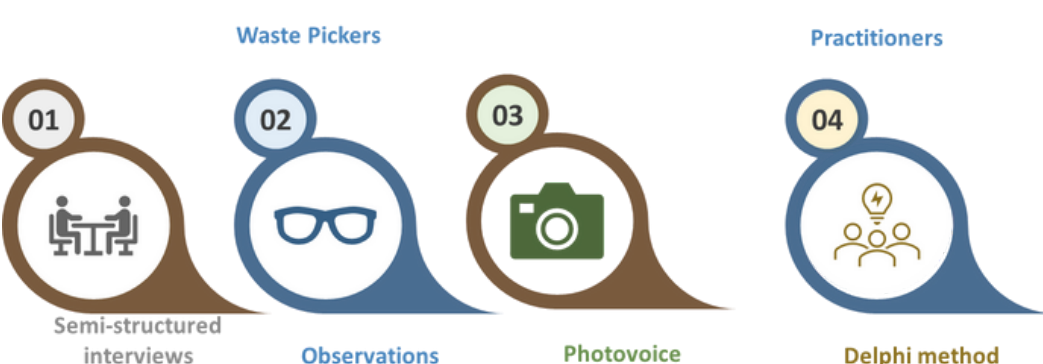 Waste Pickers
Practitioners
01
02
03
04
Semi-structured
interviews
Observations
Photovoice
Delphi method